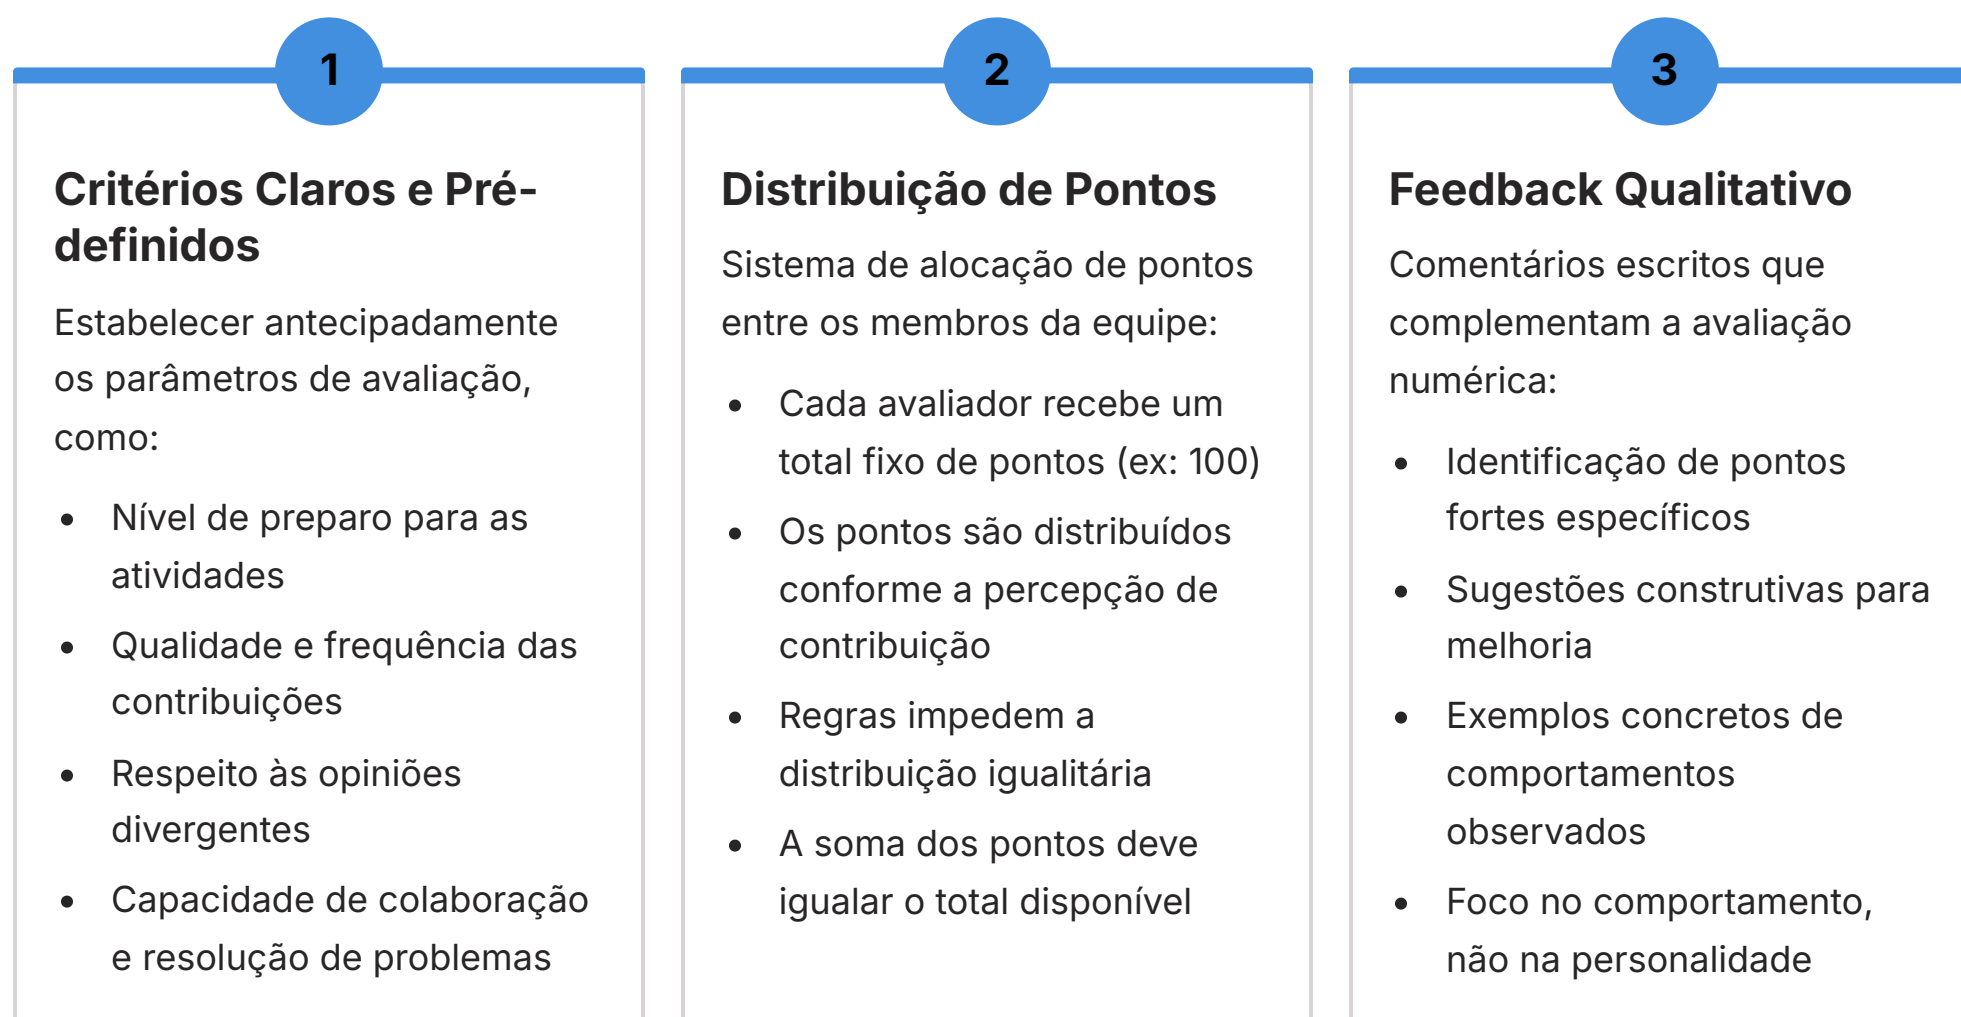 1
Critérios Claros e Pré-
definidos
Estabelecer antecipadamente
os parâmetros de avaliação,
como:
• Nível de preparo para as
atividades
• Qualidade e frequência das
contribuições
• Respeito às opiniões
divergentes
• Capacidade de colaboração
e resolução de problemas
2
Distribuição de Pontos
Sistema de alocação de pontos
entre os membros da equipe:
• Cada avaliador recebe um
total fixo de pontos (ex: 100)
• Os pontos são distribuídos
conforme a percepção de
contribuição
• Regras impedem a
distribuição igualitária
• A soma dos pontos deve
igualar o total disponível
3
Feedback Qualitativo
Comentários escritos que
complementam a avaliação
numérica:
• Identificação de pontos
fortes específicos
• Sugestões construtivas para
melhoria
• Exemplos concretos de
comportamentos
observados
• Foco no comportamento,
não na personalidade